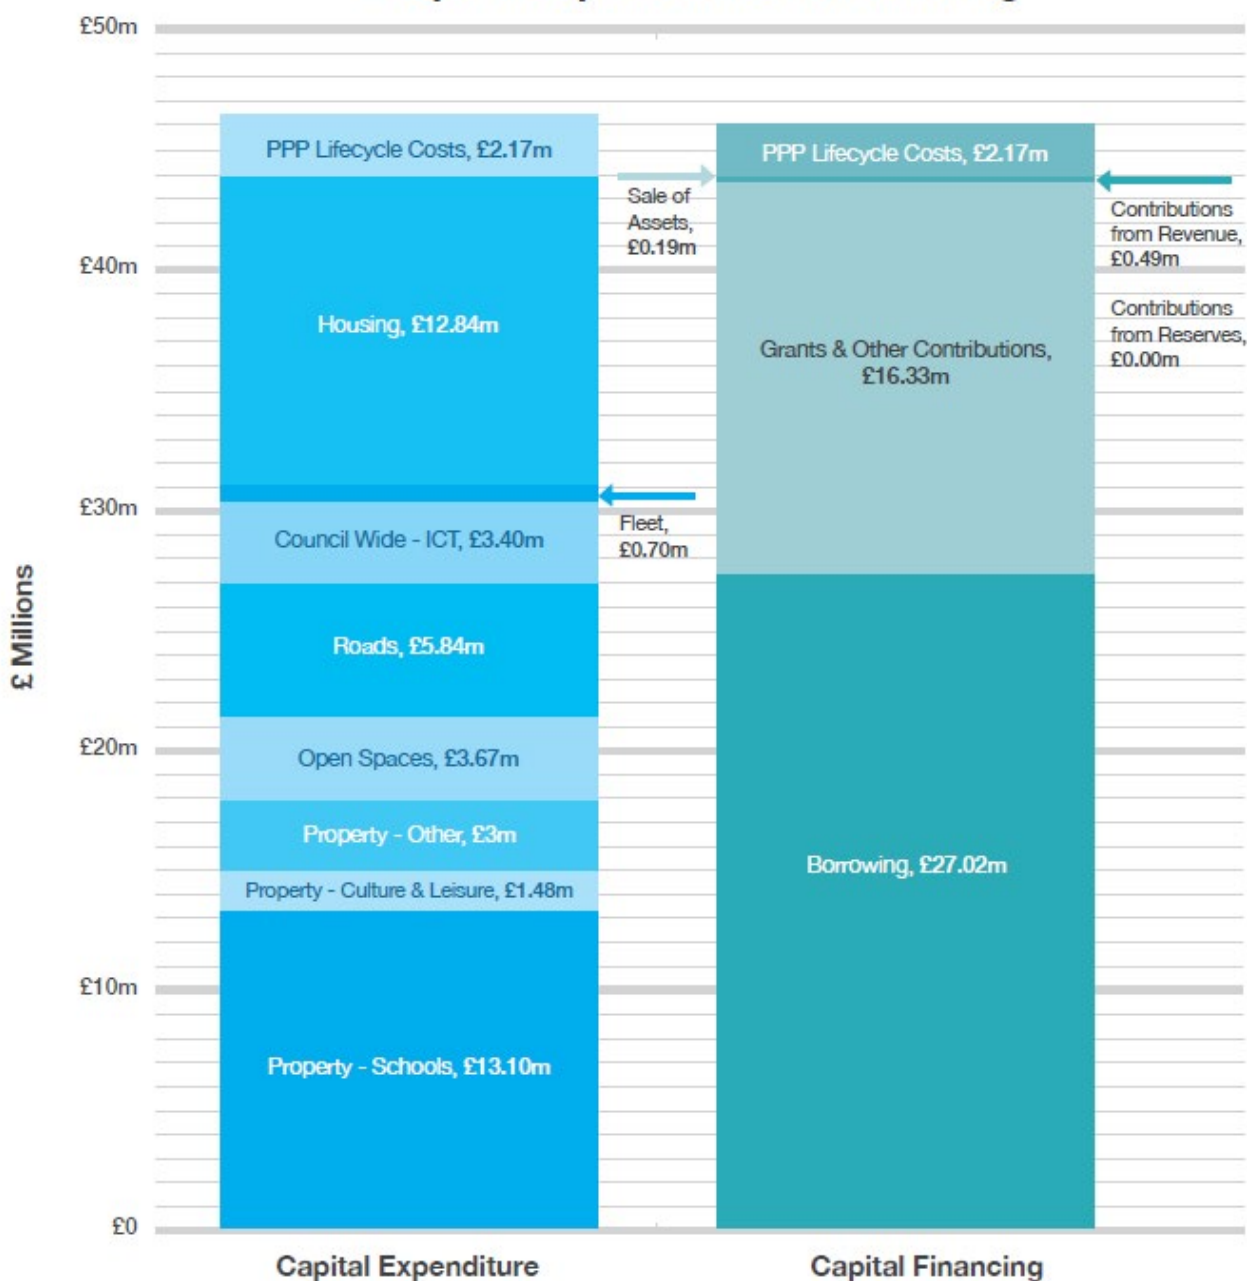 £50m
PPP Lifecycle Costs, £2.17m
PPP Lifecycle Costs, £2.17m
Sale of
Assets,
£0.19m
Contributions
from Revenue,
£0.49m
£40m
Housing, £12.84m
Contributions
from Reserves,
£0.00m
Grants & Other Contributions,
£16.33m
£30m
Fleet,
£0.70m
Council Wide - ICT, £3.40m
£ Millions
Roads, £5.84m
£20m
Open Spaces, £3.67m
Property - Other, £3m
Borrowing, £27.02m
Property - Culture & Leisure, £1.48m
£10m
Property - Schools, £13.10m
£0
Capital Expenditure
Capital Financing